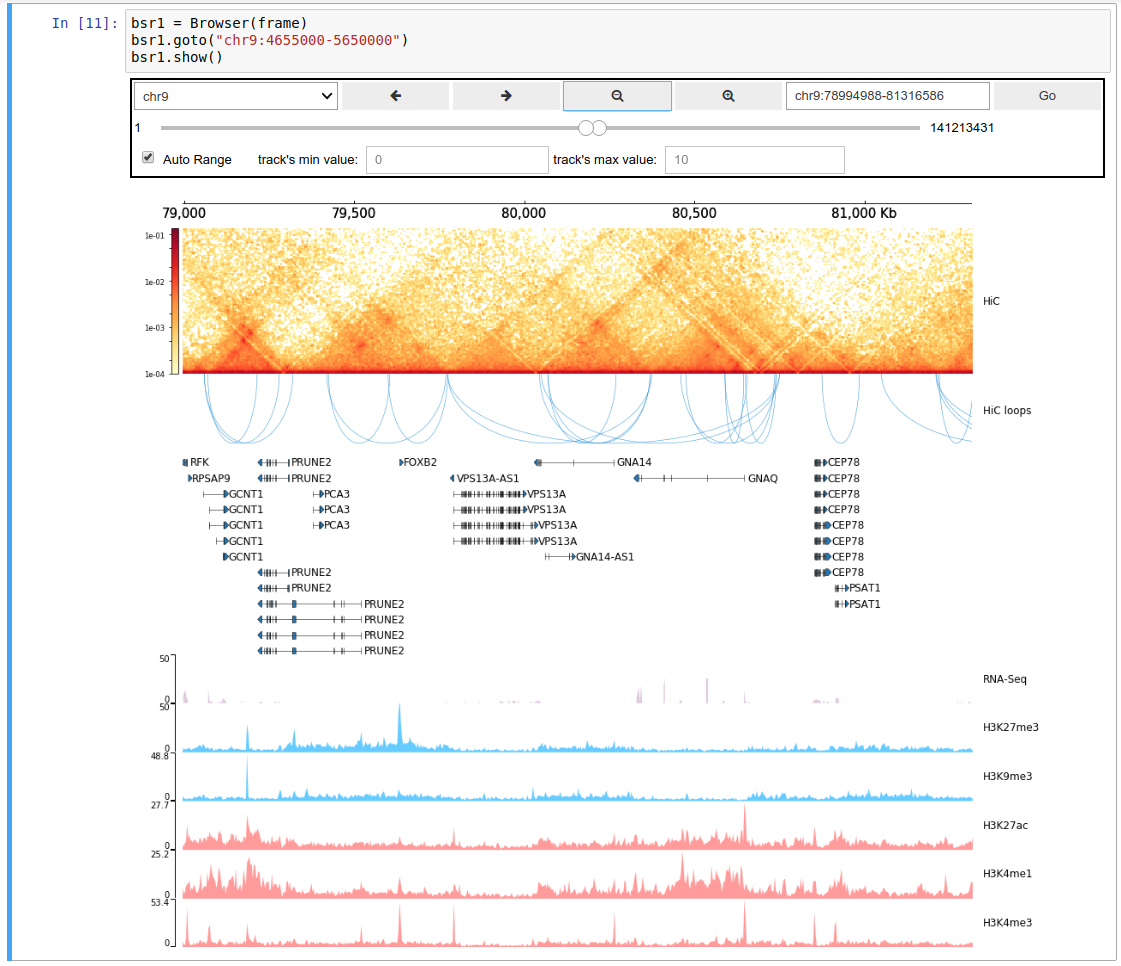 In [11]: bsr1 = Browser(frame)
bsr1.goto("chr9:4655000-5650000")
bsr1.show()
chr9 chr9:78994988-81316586 Go
1 141213431
Auto Range track's min value: 0 track's max value: 10
79,000 79,500 80,000 80,500 81,000 Kb
1e-01
1e-02
HiC
1e-03
1e-04
HiC loops
RFK PRUNE2 FOXB2 GNA14 CEP78
RPSAP9 PRUNE2 VPS13A-AS1 GNAQ CEP78
GCNT1 PCA3 VPS13A CEP78
GCNT1 PCA3 VPS13A CEP78
GCNT1 PCA3 VPS13A CEP78
GCNT1 VPS13A CEP78
GCNT1 GNA14-AS1 CEP78
PRUNE2 CEP78
PRUNE2 PSAT1
PRUNE2 PSAT1
PRUNE2
PRUNE2
PRUNE2
50
RNA-Seq
0
50
H3K27me3
0
48.8
H3K9me3
0
27.7
H3K27ac
0
25.2
H3K4me1
0
53.4
H3K4me3
0